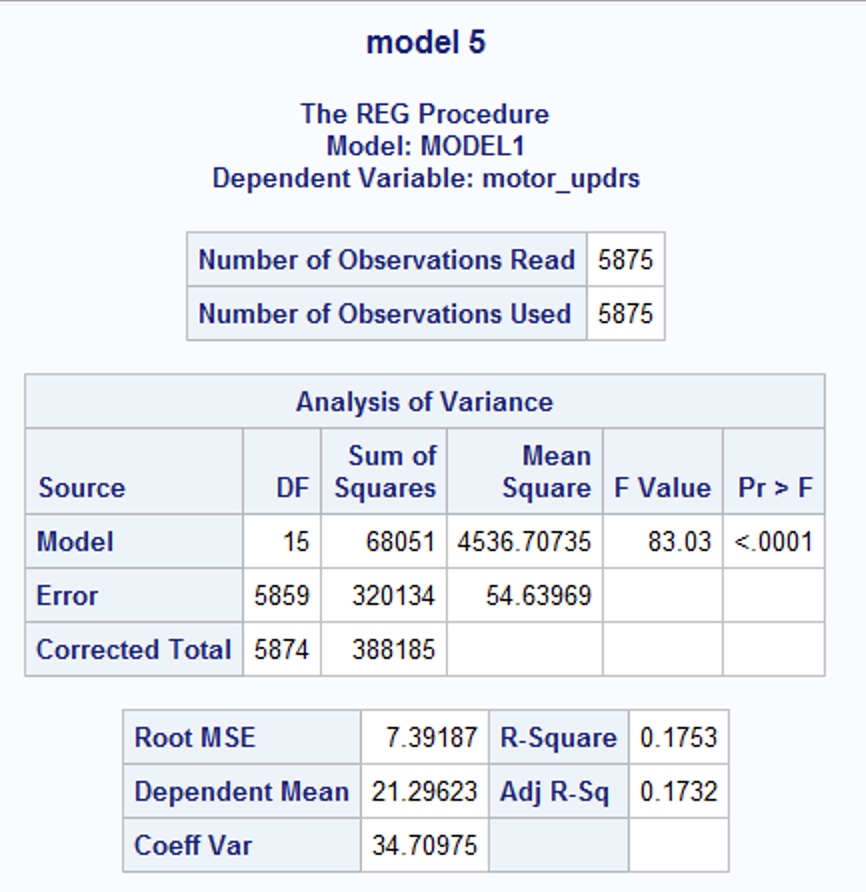 model 5
The REG Procedure
Model: MODEL1
Dependent Variable: motor_updrs
Number of Observations Read 5875
Number of Observations Used 5875
Analysis of Variance
Source DF Sum of Squares Mean Square F Value Pr > F
Model 15 68051 4536.70735 83.03 <.0001
Error 5859 320134 54.63969
Corrected Total 5874 388185
Root MSE 7.39187 R-Square 0.1753
Dependent Mean 21.29623 Adj R-Sq 0.1732
Coeff Var 34.70975